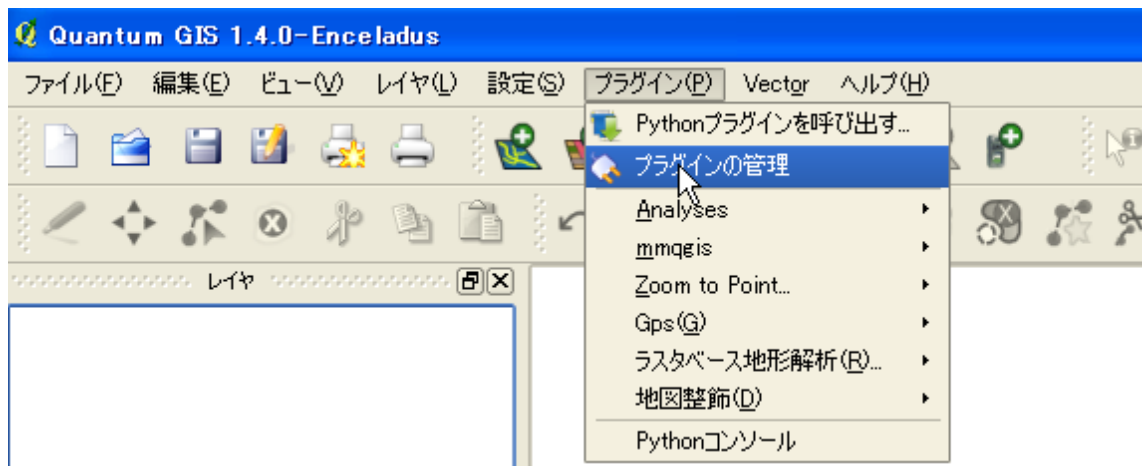 Quantum GIS 1.4.0-Enceladus
ファイル(F) 編集(E) ビュー(V) レイヤ(L) 設定(S) プラグイン(P) Vector ヘルプ(H)
Pythonプラグインを呼び出す...
プラグインの管理
Analyses
mmqgis
Zoom to Point...
Gps(G)
ラスタベース地形解析(R)...
地図整飾(D)
Pythonコンソール
レイヤ